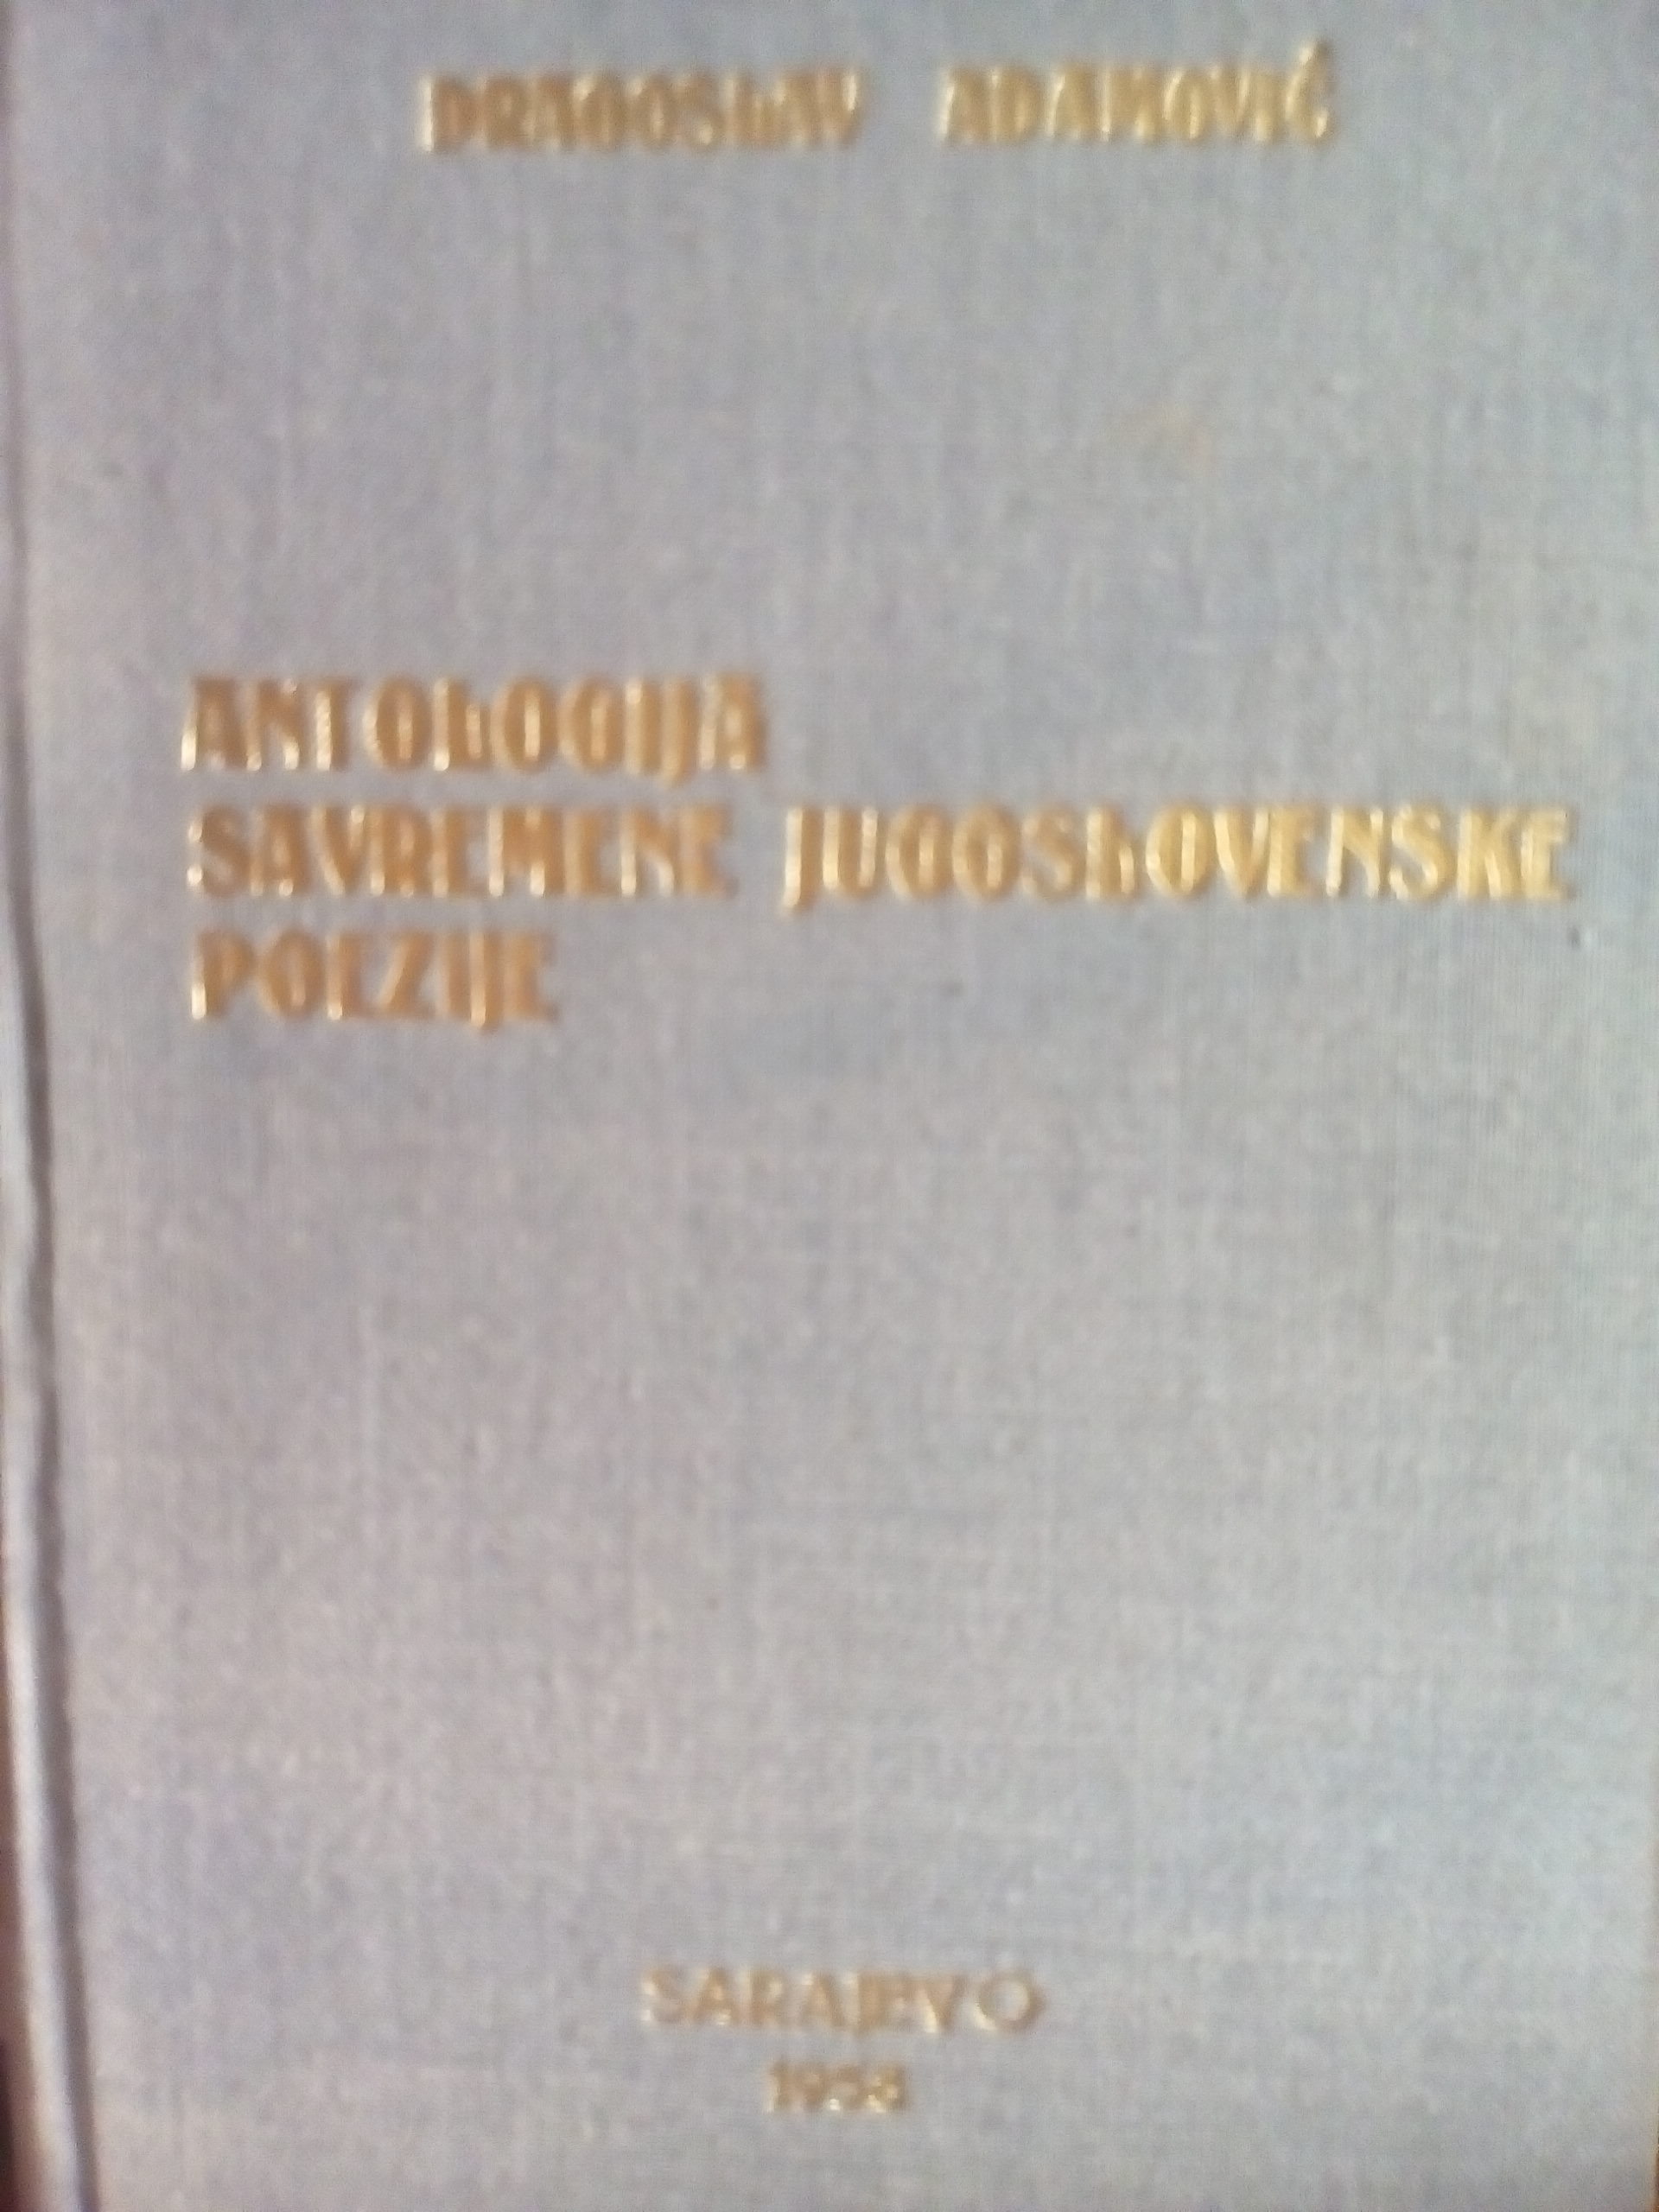 DRAGOSLAV ADAMOVIĆ
ANTOLOGIJA
SAVREMENE JUGOSLOVENSKE
POEZIJE
SARAJEVO